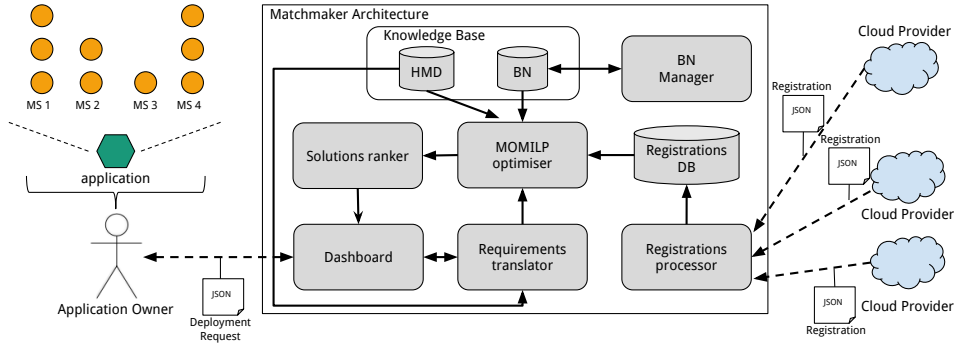 Matchmaker Architecture
Knowledge Base
HMD
BN
BN
Manager
Cloud Provider
MS 1
MS 2
MS 3
MS 4
Registration
JSON
Registration
JSON
Solutions ranker
MOMILP
optimiser
Registrations
DB
application
Cloud Provider
Dashboard
Requirements
translator
Registrations
processor
Application Owner
JSON
Deployment
Request
JSON
Registration
Cloud Provider